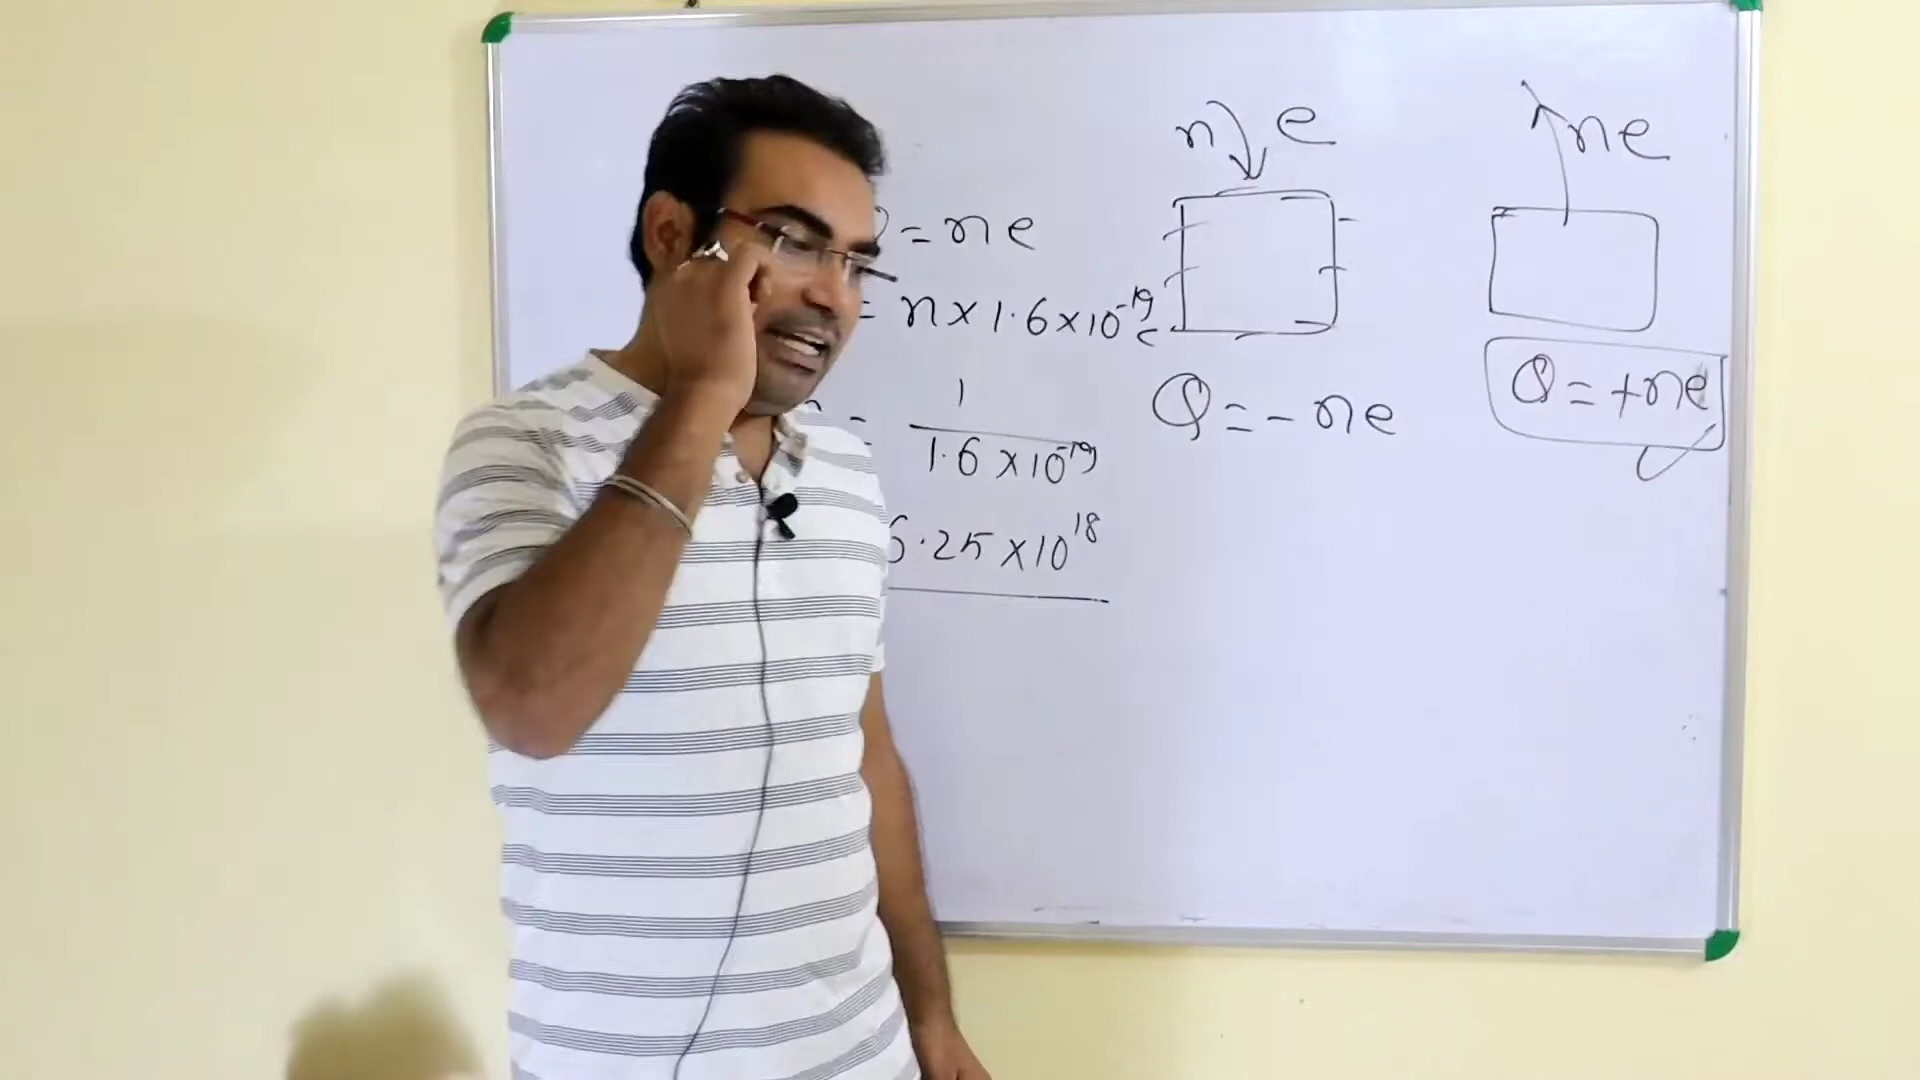 = ne
= n × 1.6 × 10⁻¹⁹ c
= 1 / 1.6 × 10⁻¹⁹
6.25 × 10¹⁸
n e
Q = - ne
ne
Q = + ne